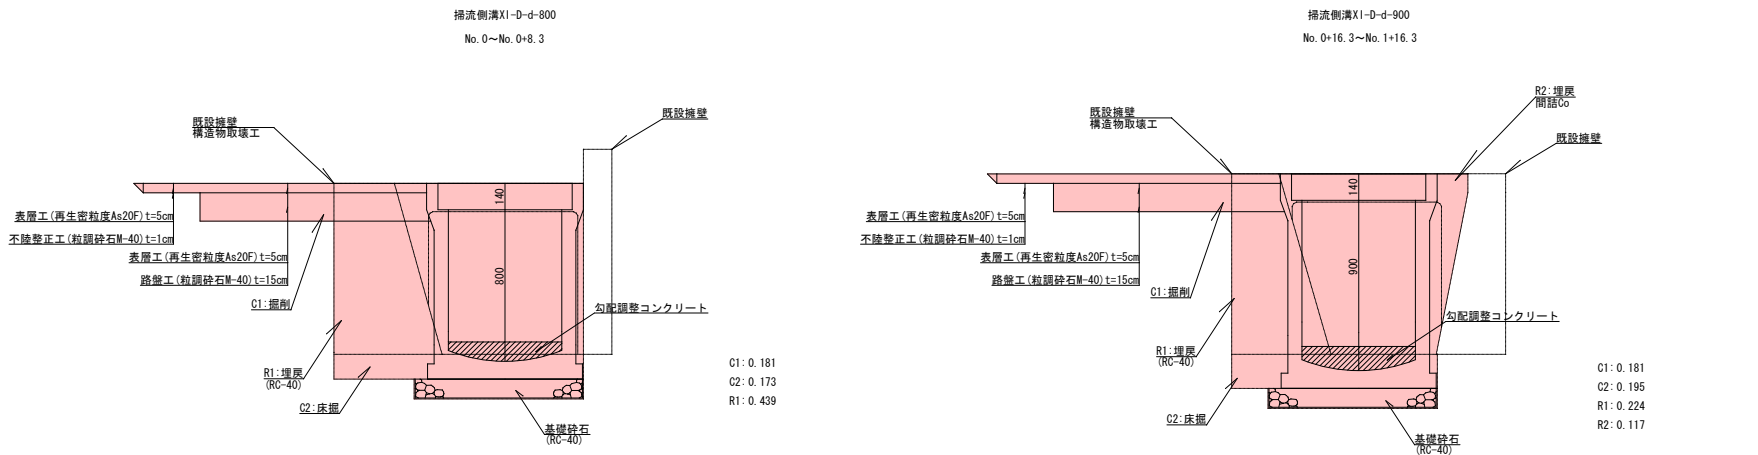 掃流側溝XI-D-d-800
No.0～No.0+8.3
既設擁壁
既設擁壁
構造物取壊工
140
表層工(再生密粒度As20F)t=5cm
不陸整正工(粒調砕石M-40)t=1cm
表層工(再生密粒度As20F)t=5cm
路盤工(粒調砕石M-40)t=15cm
800
C1:掘削
勾配調整コンクリート
R1:埋戻
(RC-40)
C2:床掘
基礎砕石
(RC-40)
C1:0.181
C2:0.173
R1:0.439
掃流側溝XI-D-d-900
No.0+16.3～No.1+16.3
R2:埋戻
間詰Co
既設擁壁
構造物取壊工
既設擁壁
140
表層工(再生密粒度As20F)t=5cm
不陸整正工(粒調砕石M-40)t=1cm
表層工(再生密粒度As20F)t=5cm
路盤工(粒調砕石M-40)t=15cm
900
C1:掘削
勾配調整コンクリート
R1:埋戻
(RC-40)
C2:床掘
基礎砕石
(RC-40)
C1:0.181
C2:0.195
R1:0.224
R2:0.117